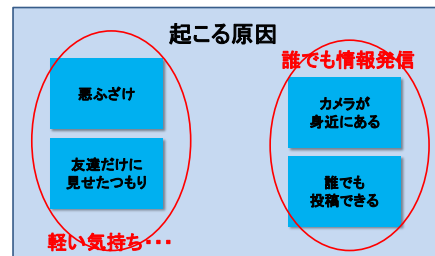 起こる原因
誰でも情報発信
悪ふざけ
友達だけに
見せたつもり
カメラが
身近にある
誰でも
投稿できる
軽い気持ち・・・